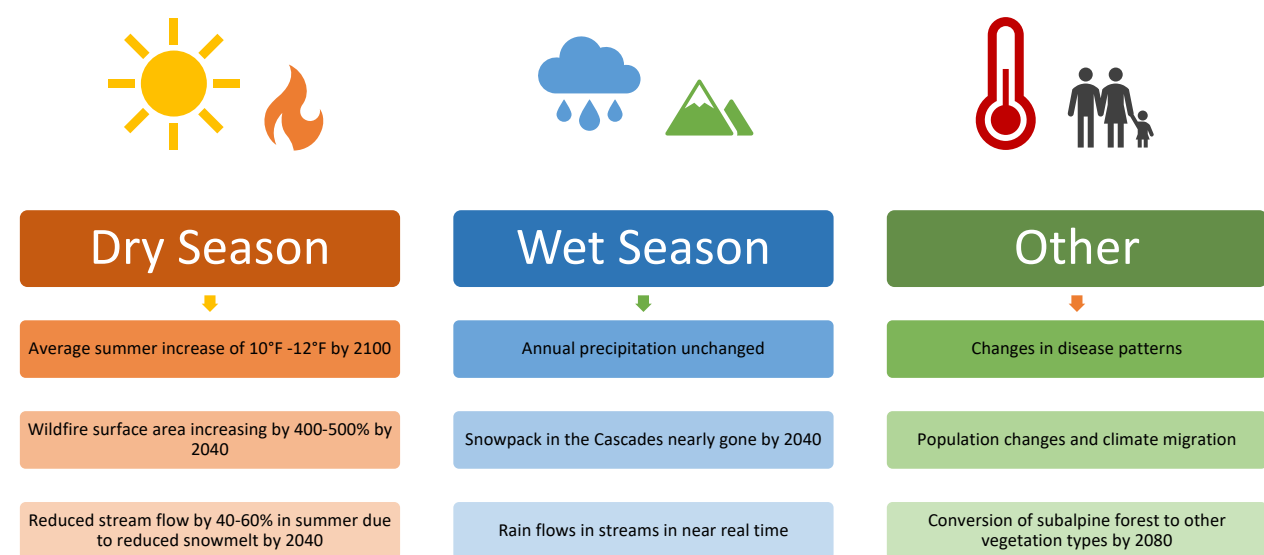 Dry Season
Average summer increase of 10°F -12°F by 2100
Wildfire surface area increasing by 400-500% by
2040
Reduced stream flow by 40-60% in summer due
to reduced snowmelt by 2040
Wet Season
Annual precipitation unchanged
Snowpack in the Cascades nearly gone by 2040
Rain flows in streams in near real time
Other
Changes in disease patterns
Population changes and climate migration
Conversion of subalpine forest to other
vegetation types by 2080